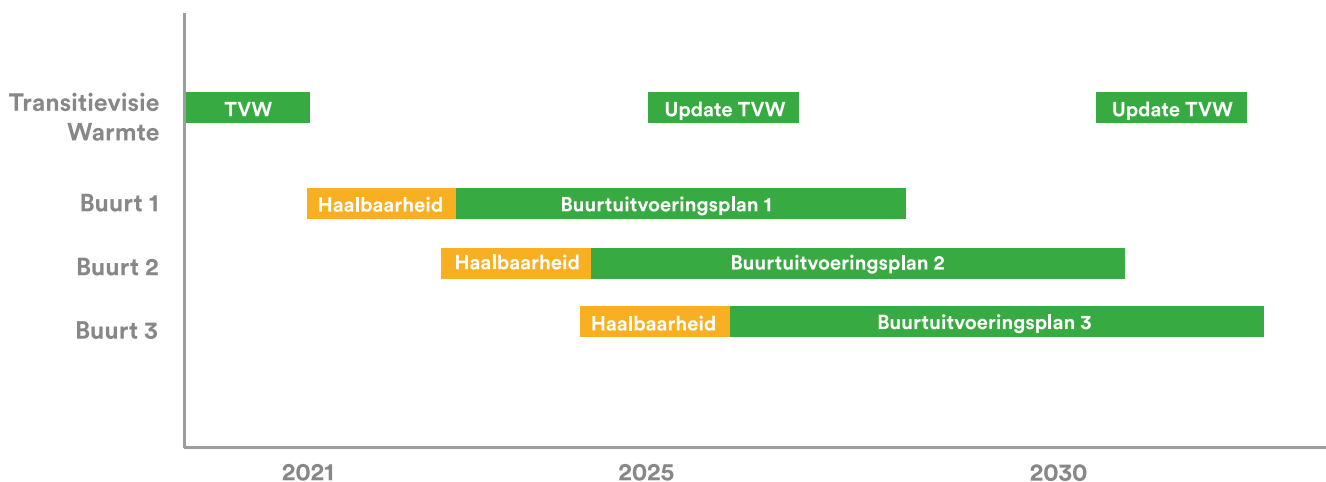 Transitievisie
Warmte
TVW
Update TVW
Update TVW
Buurt 1
Haalbaarheid
Buurtuitvoeringsplan 1
Buurt 2
Haalbaarheid
Buurtuitvoeringsplan 2
Buurt 3
Haalbaarheid
Buurtuitvoeringsplan 3
2021
2025
2030